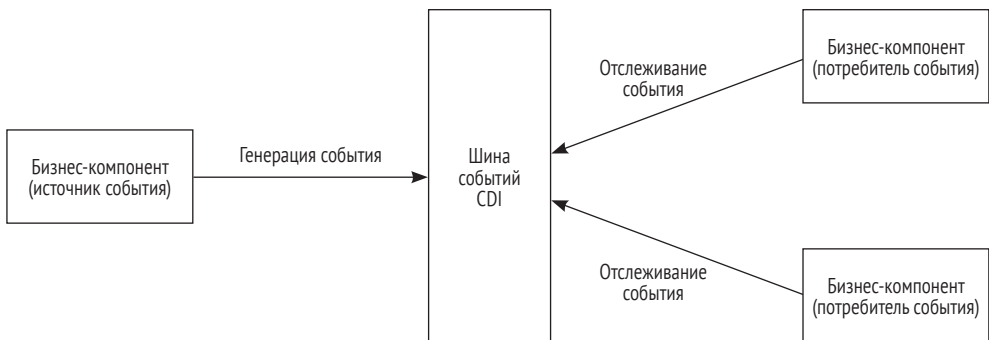 Бизнес-компонент
(источник события)
Генерация события
Шина
событий
CDI
Отслеживание
события
Бизнес-компонент
(потребитель события)
Отслеживание
события
Бизнес-компонент
(потребитель события)